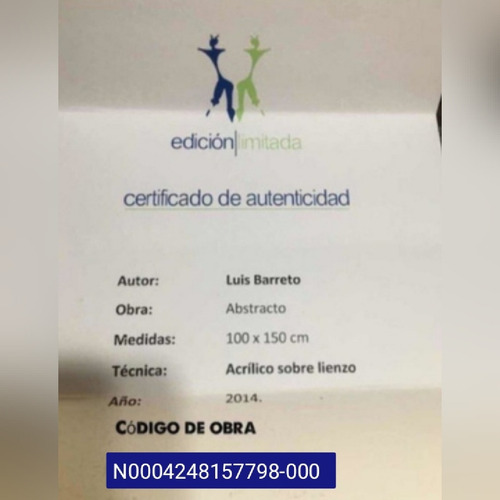 edición|limitada
certificado de autenticidad
Autor: Luis Barreto
Obra: Abstracto
Medidas: 100 x 150 cm
Técnica: Acrílico sobre lienzo
Año: 2014.
CóDIGO DE OBRA
N0004248157798-000